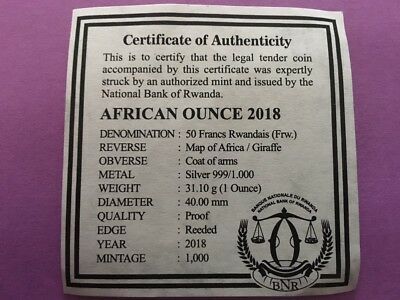 Certificate of Authenticity
This is to certify that the legal tender coin
accompanied by this certificate was expertly
struck by an authorized mint and issued by the
National Bank of Rwanda.
AFRICAN OUNCE 2018
DENOMINATION : 50 Francs Rwandais (Frw.)
REVERSE : Map of Africa / Giraffe
OBVERSE : Coat of arms
METAL : Silver 999/1.000
WEIGHT : 31.10 g (1 Ounce)
DIAMETER : 40.00 mm
QUALITY : Proof
EDGE : Reeded
YEAR : 2018
MINTAGE : 1,000
BANQUE NATIONALE DU RWANDA
NATIONAL BANK OF RWANDA
BNR